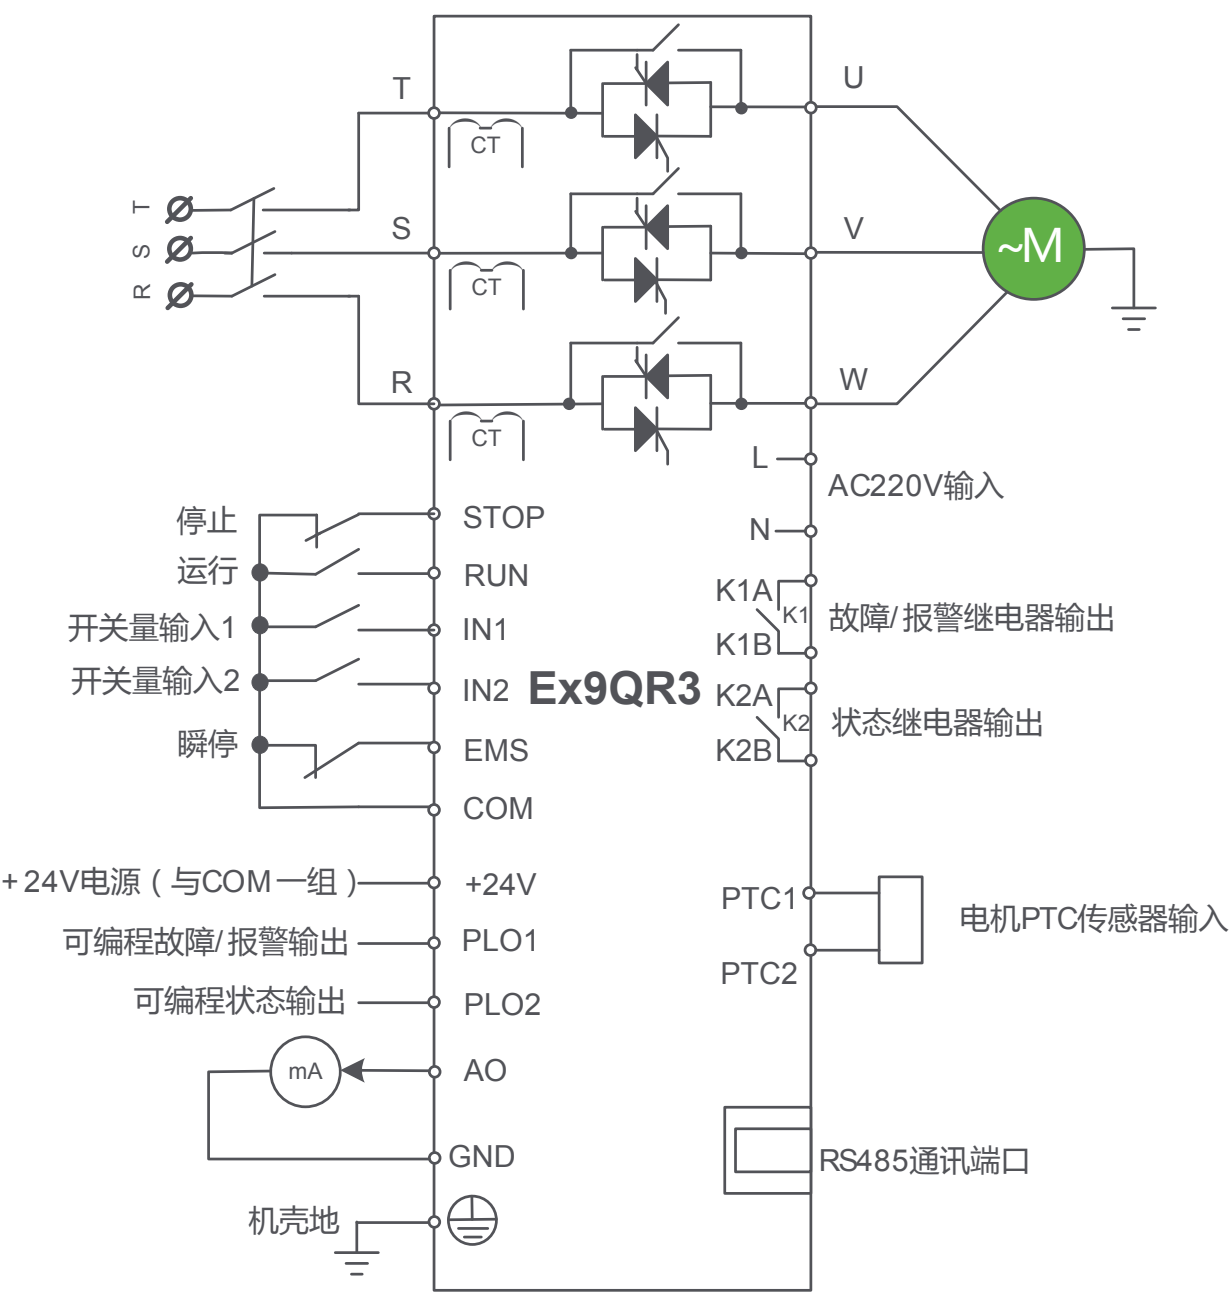 T
U
CT
T
S
V
~M
S
CT
R
R
W
CT
L
AC220V输入
N
停止
STOP
运行
RUN
K1A
K1
故障/报警继电器输出
K1B
开关量输入1
IN1
开关量输入2
IN2
Ex9QR3
K2A
K2
状态继电器输出
K2B
瞬停
EMS
COM
+24V电源（与COM一组）
+24V
PTC1
电机PTC传感器输入
可编程故障/报警输出
PLO1
PTC2
可编程状态输出
PLO2
mA
AO
GND
RS485通讯端口
机壳地